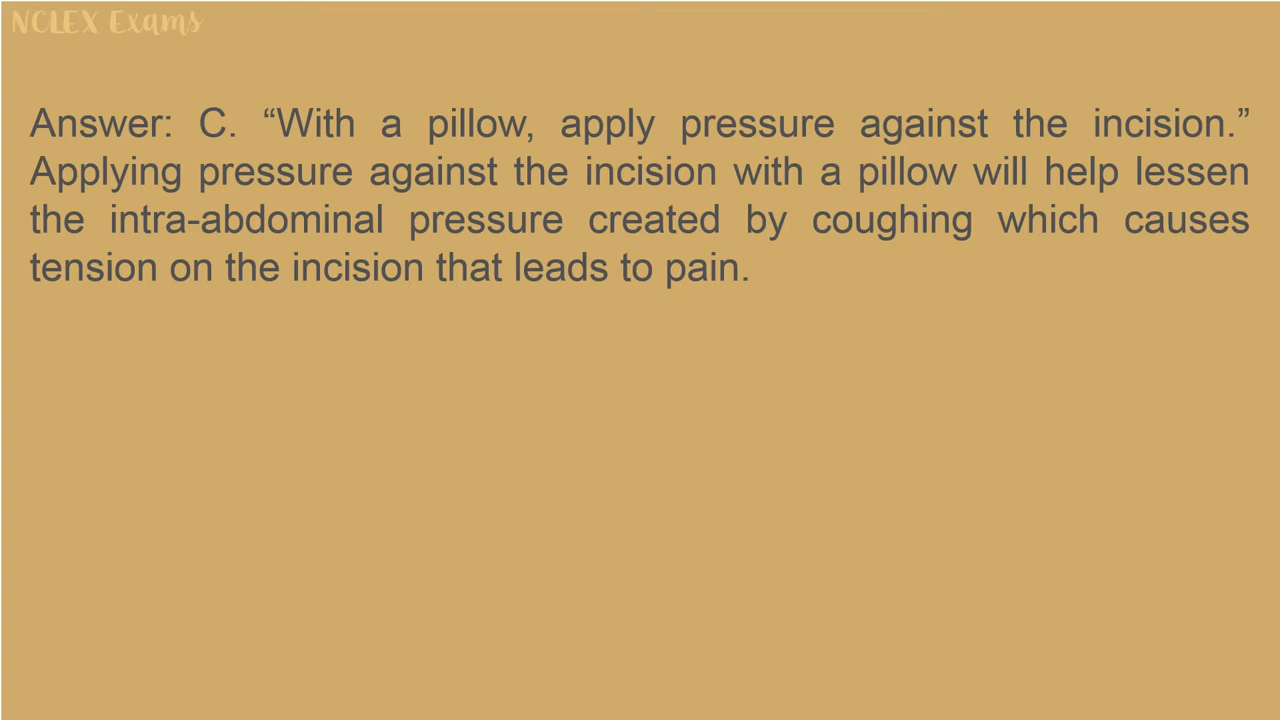 NCLEX Exams
Answer: C. “With a pillow, apply pressure against the incision.”
Applying pressure against the incision with a pillow will help lessen
the intra-abdominal pressure created by coughing which causes
tension on the incision that leads to pain.